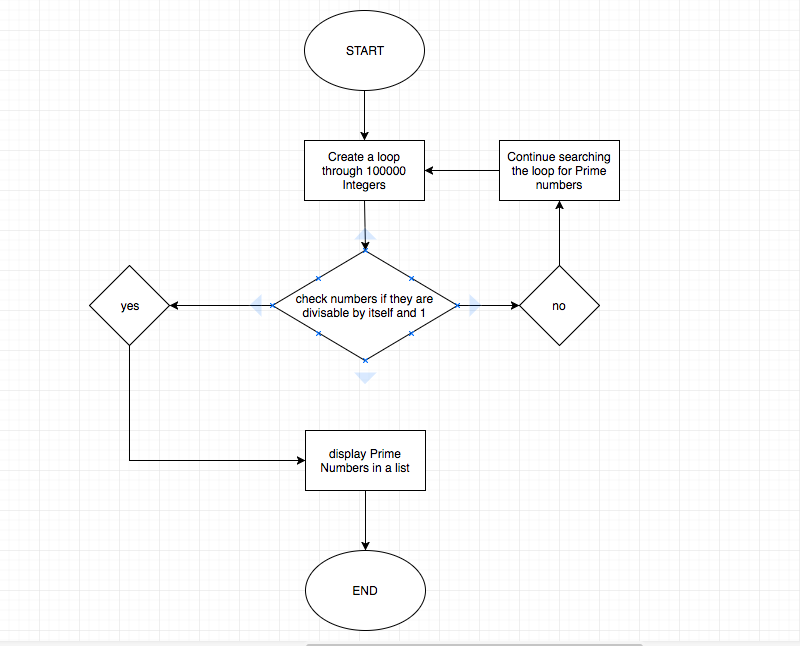 START
Create a loop
through 100000
Integers
Continue searching
the loop for Prime
numbers
yes
check numbers if they are
divisable by itself and 1
no
display Prime
Numbers in a list
END